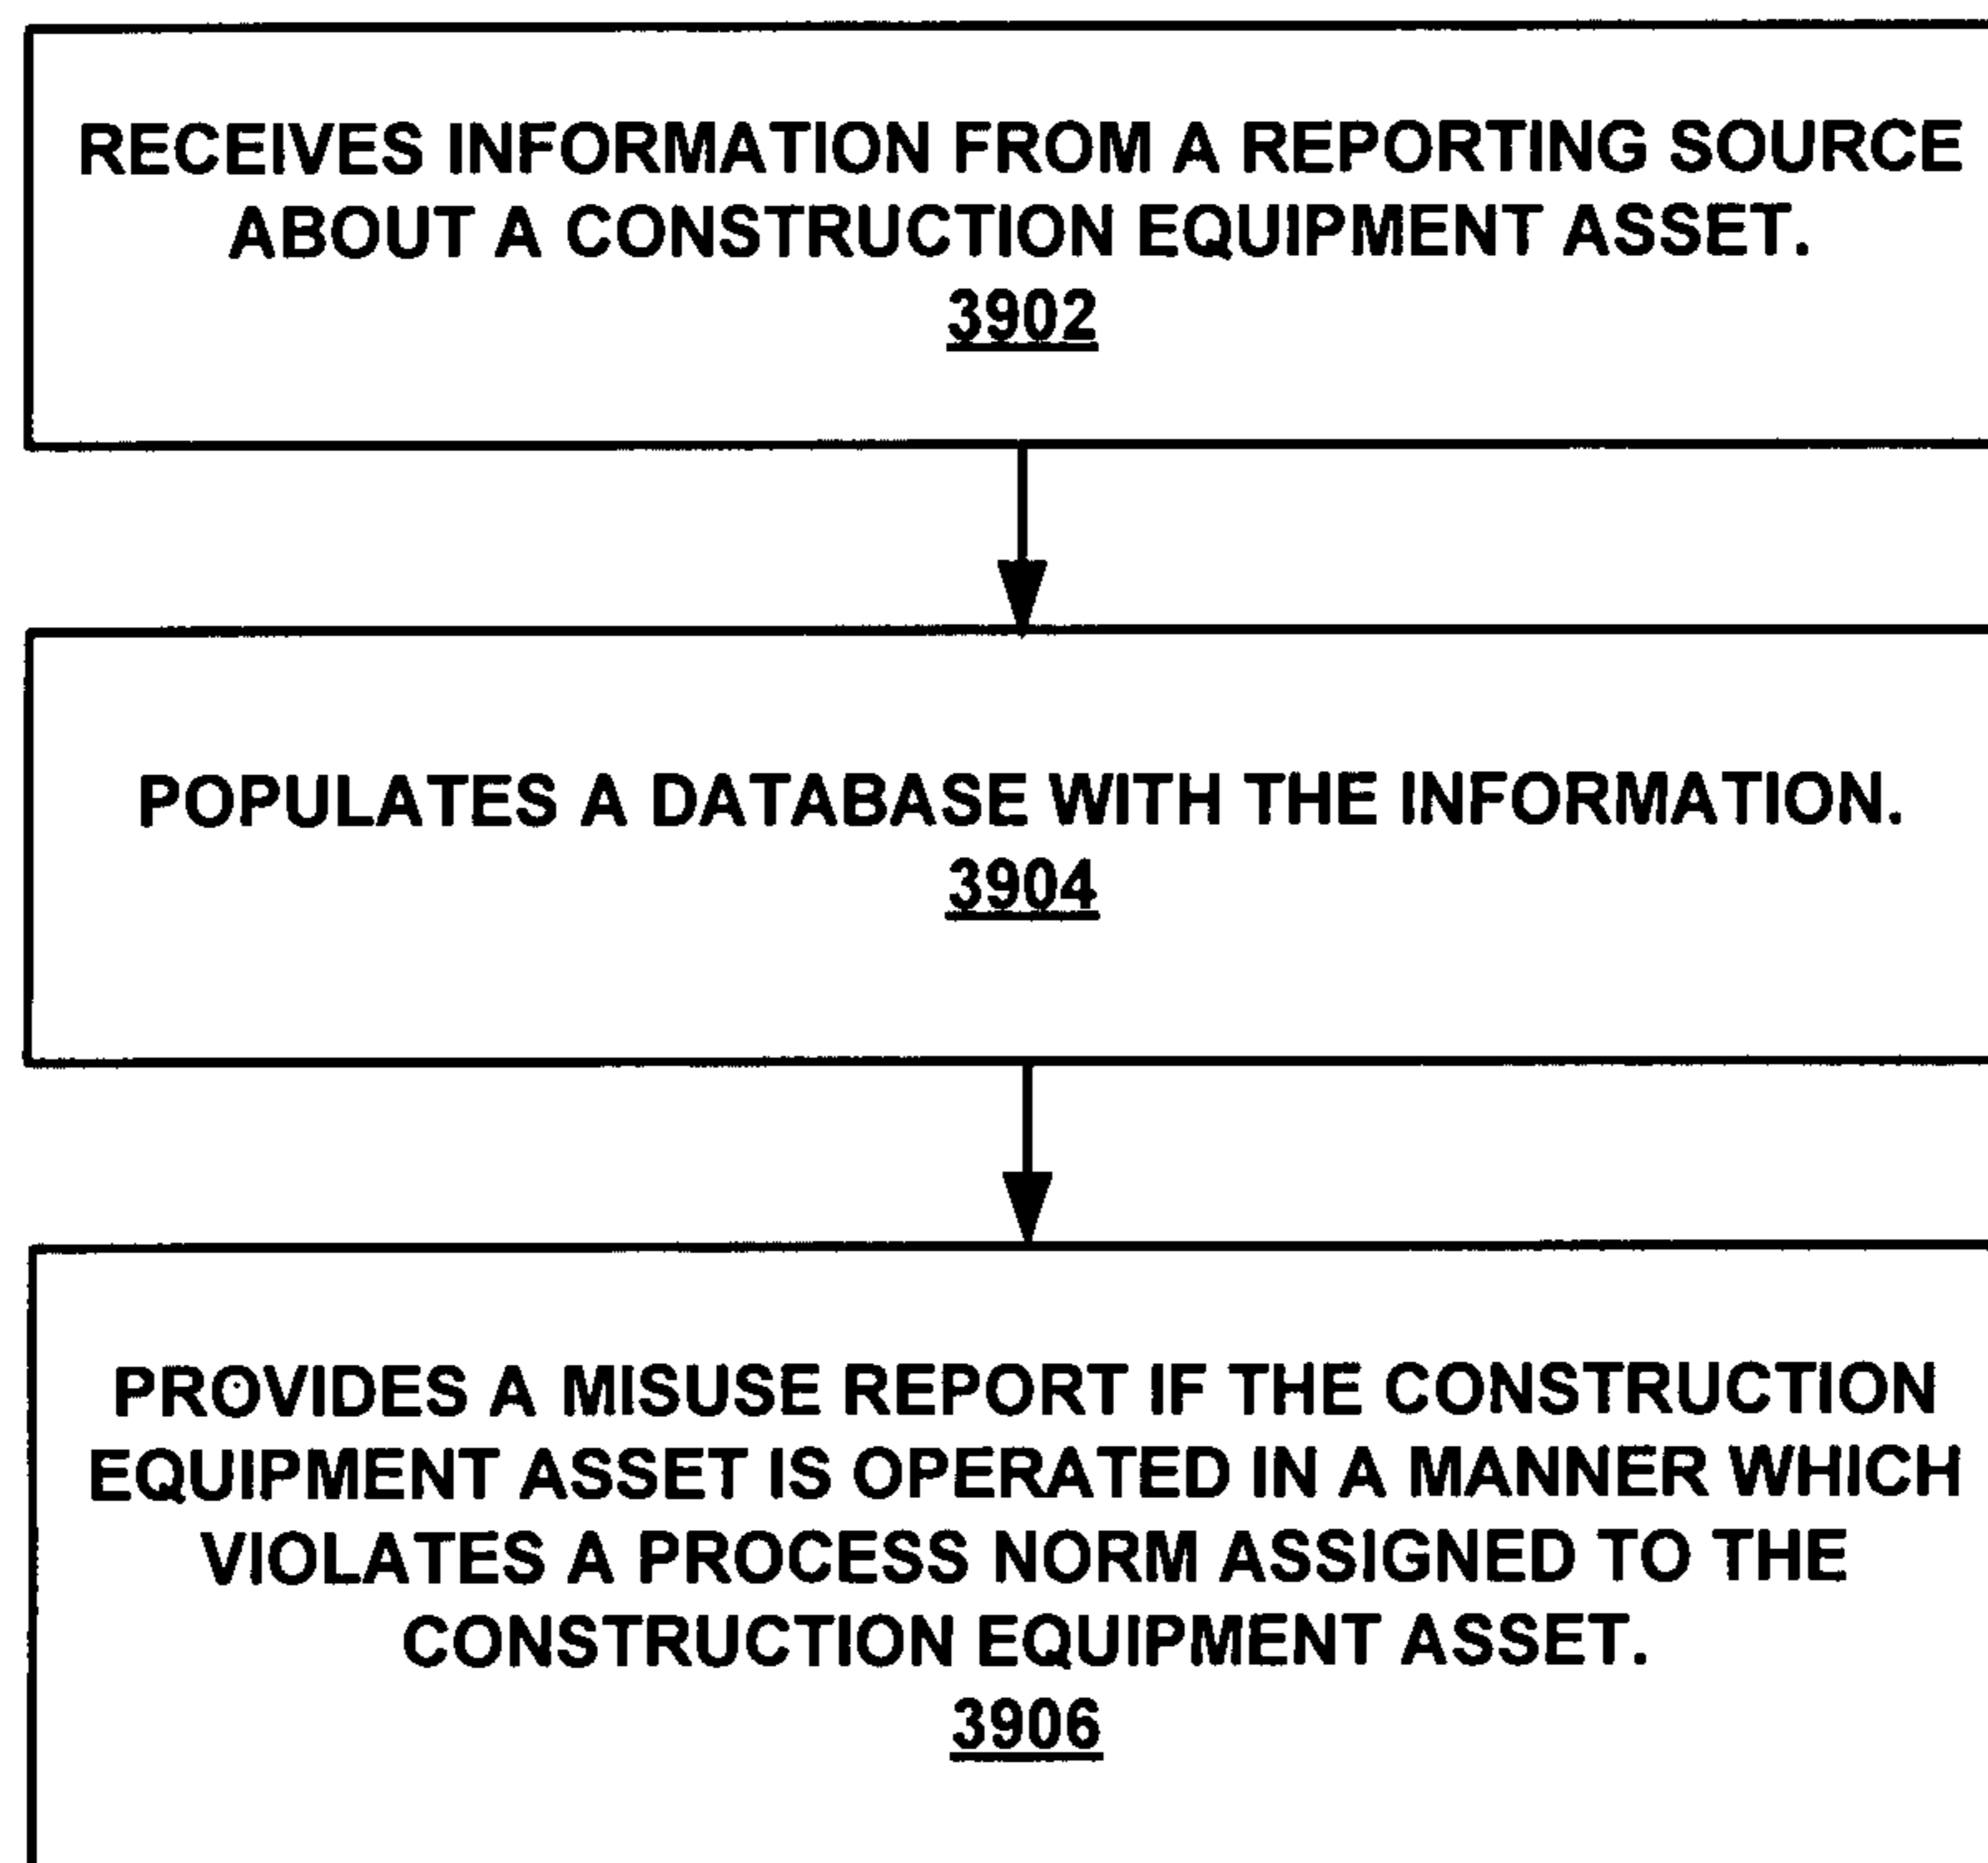 RECEIVES INFORMATION FROM A REPORTING SOURCE
ABOUT A CONSTRUCTION EQUIPMENT ASSET.
3902
POPULATES A DATABASE WITH THE INFORMATION.
3904
PROVIDES A MISUSE REPORT IF THE CONSTRUCTION
EQUIPMENT ASSET IS OPERATED IN A MANNER WHICH
VIOLATES A PROCESS NORM ASSIGNED TO THE
CONSTRUCTION EQUIPMENT ASSET.
3906